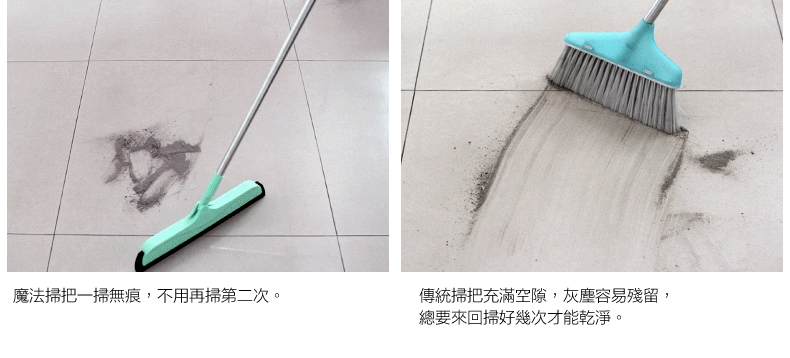 魔法掃把一掃無痕，不用再掃第二次。
傳統掃把充滿空隙，灰塵容易殘留，
總要來回掃好幾次才能乾淨。